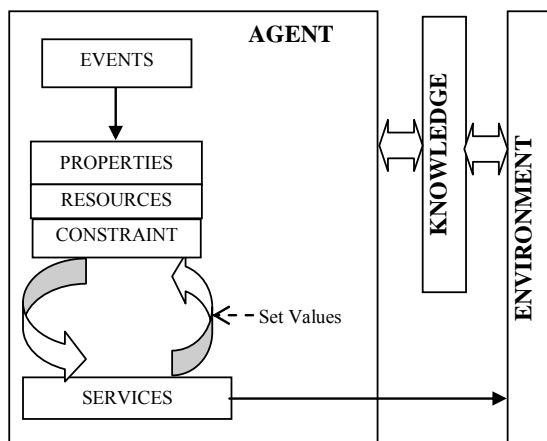 AGENT
EVENTS
PROPERTIES
RESOURCES
CONSTRAINT
Set Values
SERVICES
KNOWLEDGE
ENVIRONMENT